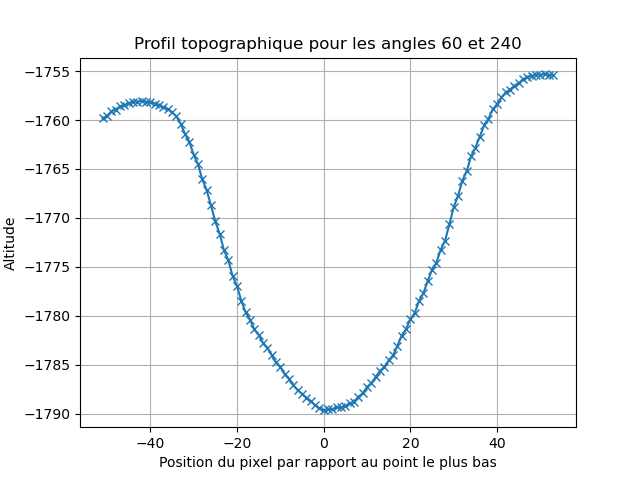 Profil topographique pour les angles 60 et 240
−1755
−1760
−1765
−1770
−1775
−1780
−1785
−1790
Altitude
−40 −20 0 20 40
Position du pixel par rapport au point le plus bas